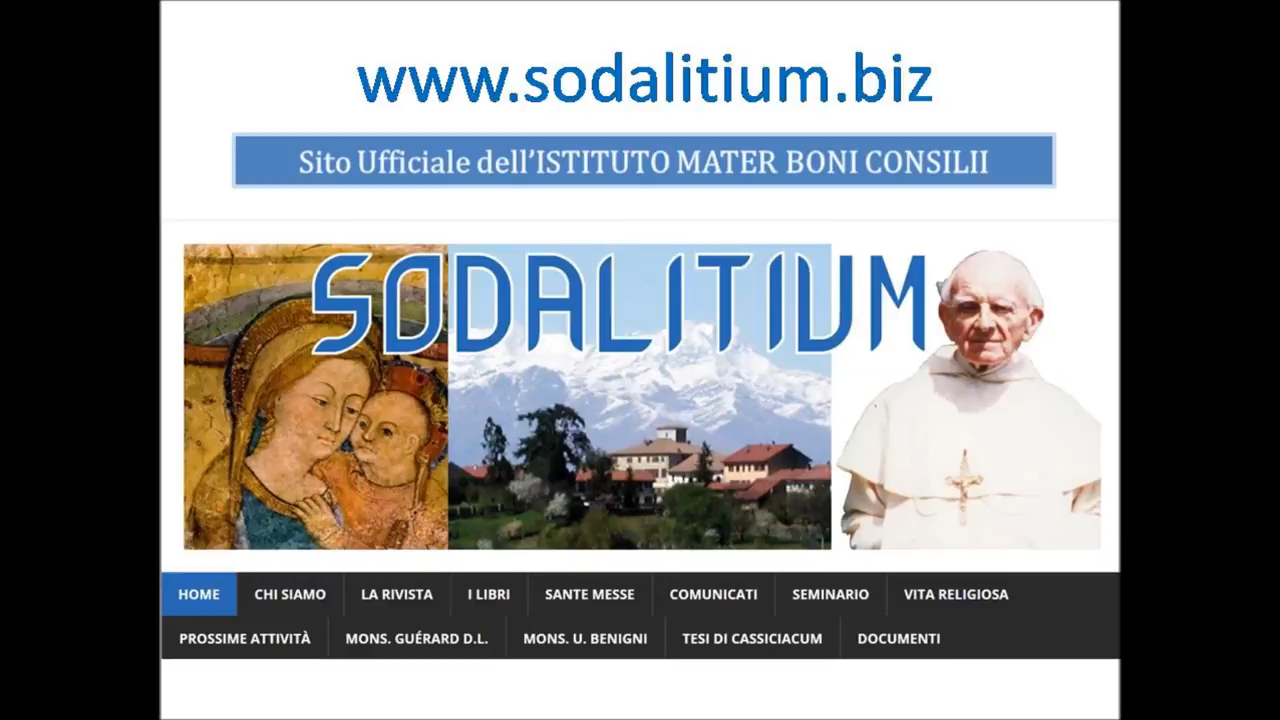 www.sodalitium.biz
Sito Ufficiale dell'ISTITUTO MATER BONI CONSILII
SODALITIUM
HOME CHI SIAMO LA RIVISTA I LIBRI SANTE MESSE COMUNICATI SEMINARIO VITA RELIGIOSA
PROSSIME ATTIVITÀ MONS. GUÉRARD D.L. MONS. U. BENIGNI TESI DI CASSICIACUM DOCUMENTI